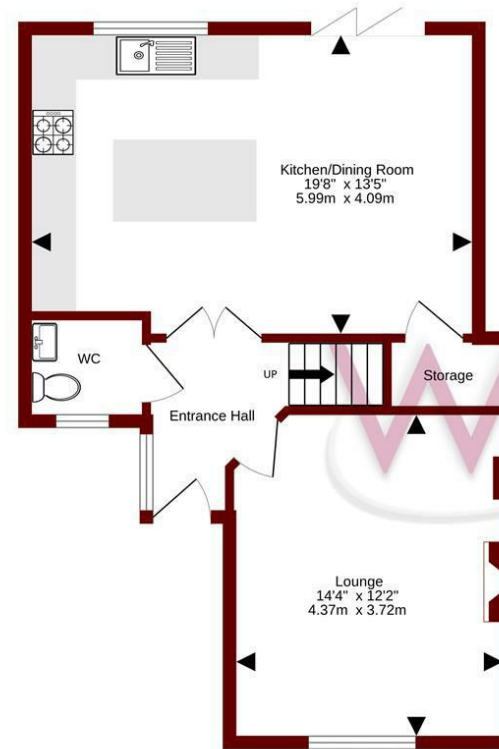 Kitchen/Dining Room
19'8" x 13'5"
5.99m x 4.09m
WC
UP
Storage
Entrance Hall
Lounge
14'4" x 12'2"
4.37m x 3.72m
W